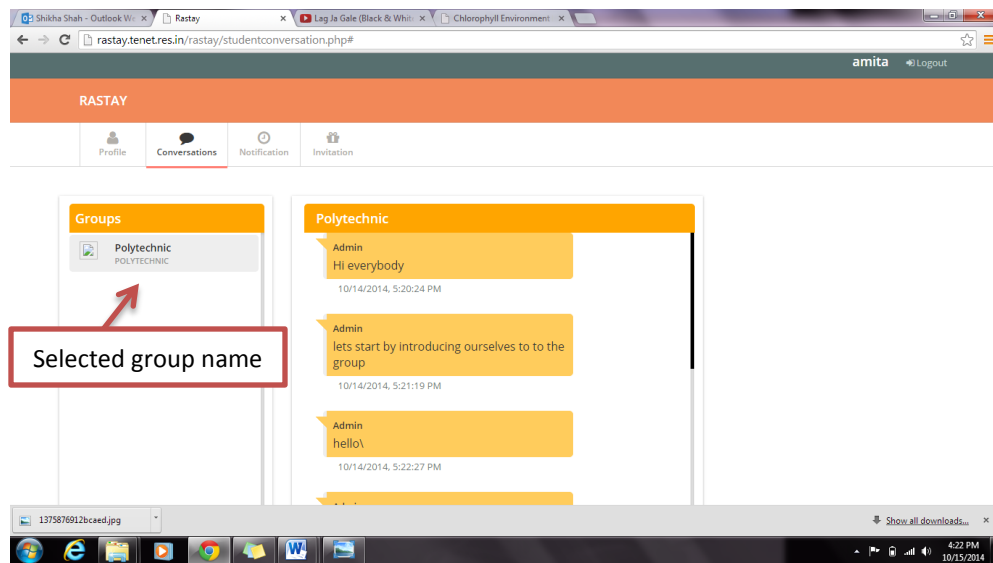 Shikha Shah - Outlook We
Rastay
Lag Ja Gale (Black & White
Chlorophyll Environment
rastay.tenet.res.in/rastay/studentconversation.php#
amita Logout
RASTAY
Profile
Conversations
Notification
Invitation
Groups
Polytechnic
POLYTECHNIC
Selected group name
Polytechnic
Admin
Hi everybody
10/14/2014, 5:20:24 PM
Admin
lets start by introducing ourselves to to the
group
10/14/2014, 5:21:19 PM
Admin
hello\
10/14/2014, 5:22:27 PM
1375876912bcaed.jpg
Show all downloads...
4:22 PM
10/15/2014